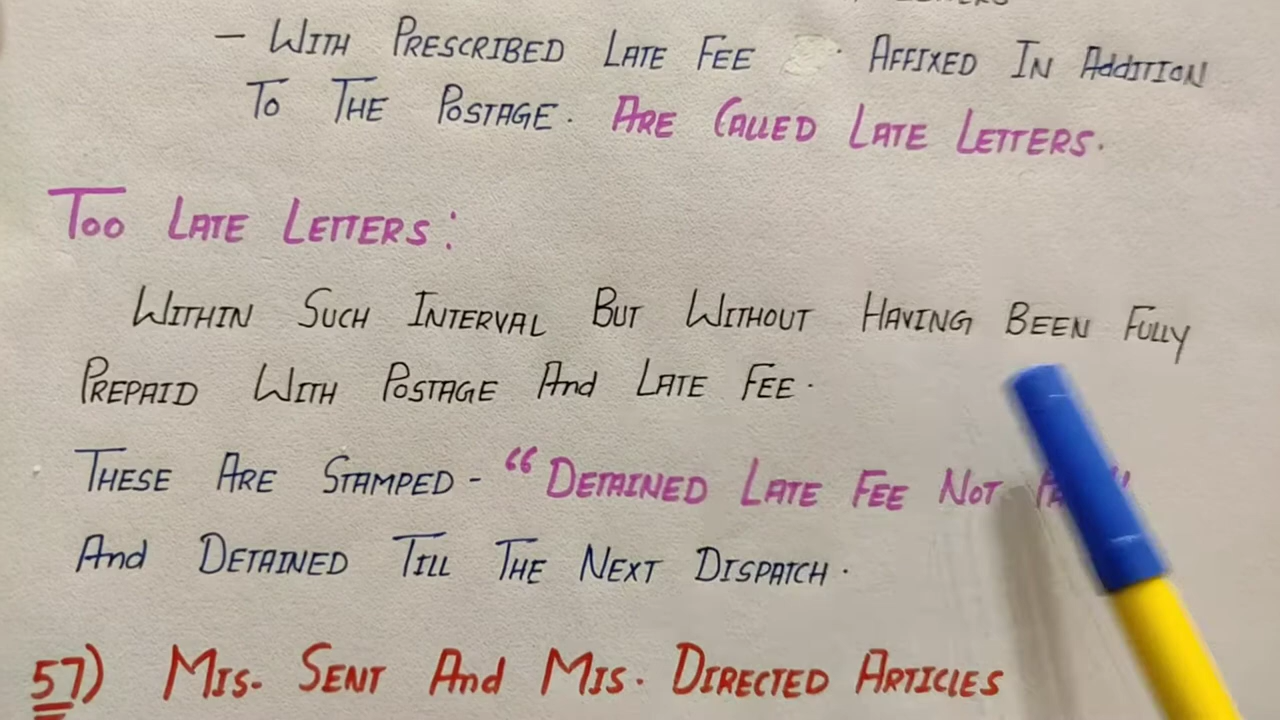 — With Prescribed Late Fee Affixed In Addition
To The Postage. Are Called Late Letters.
Too Late Letters:
Within Such Interval But Without Having Been Fully
Prepaid With Postage And Late Fee.
These Are Stamped - "Detained Late Fee Not
And Detained Till The Next Dispatch.
57) Mis. Sent And Mis. Directed Articles